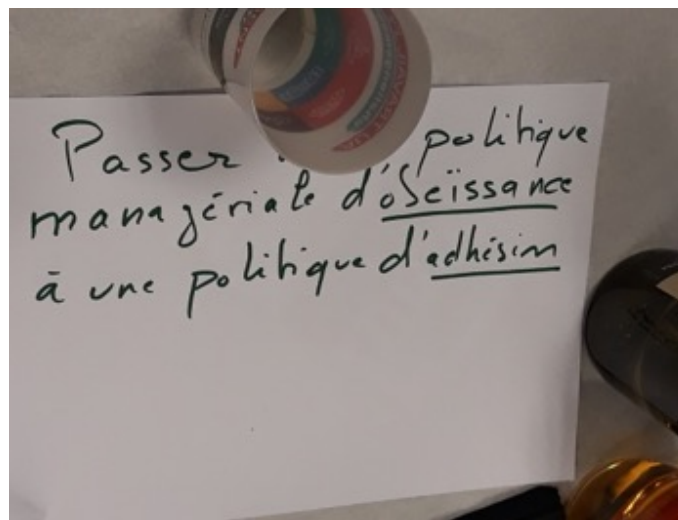 Passer politique
managériale d'obéissance
à une politique d'adhésion